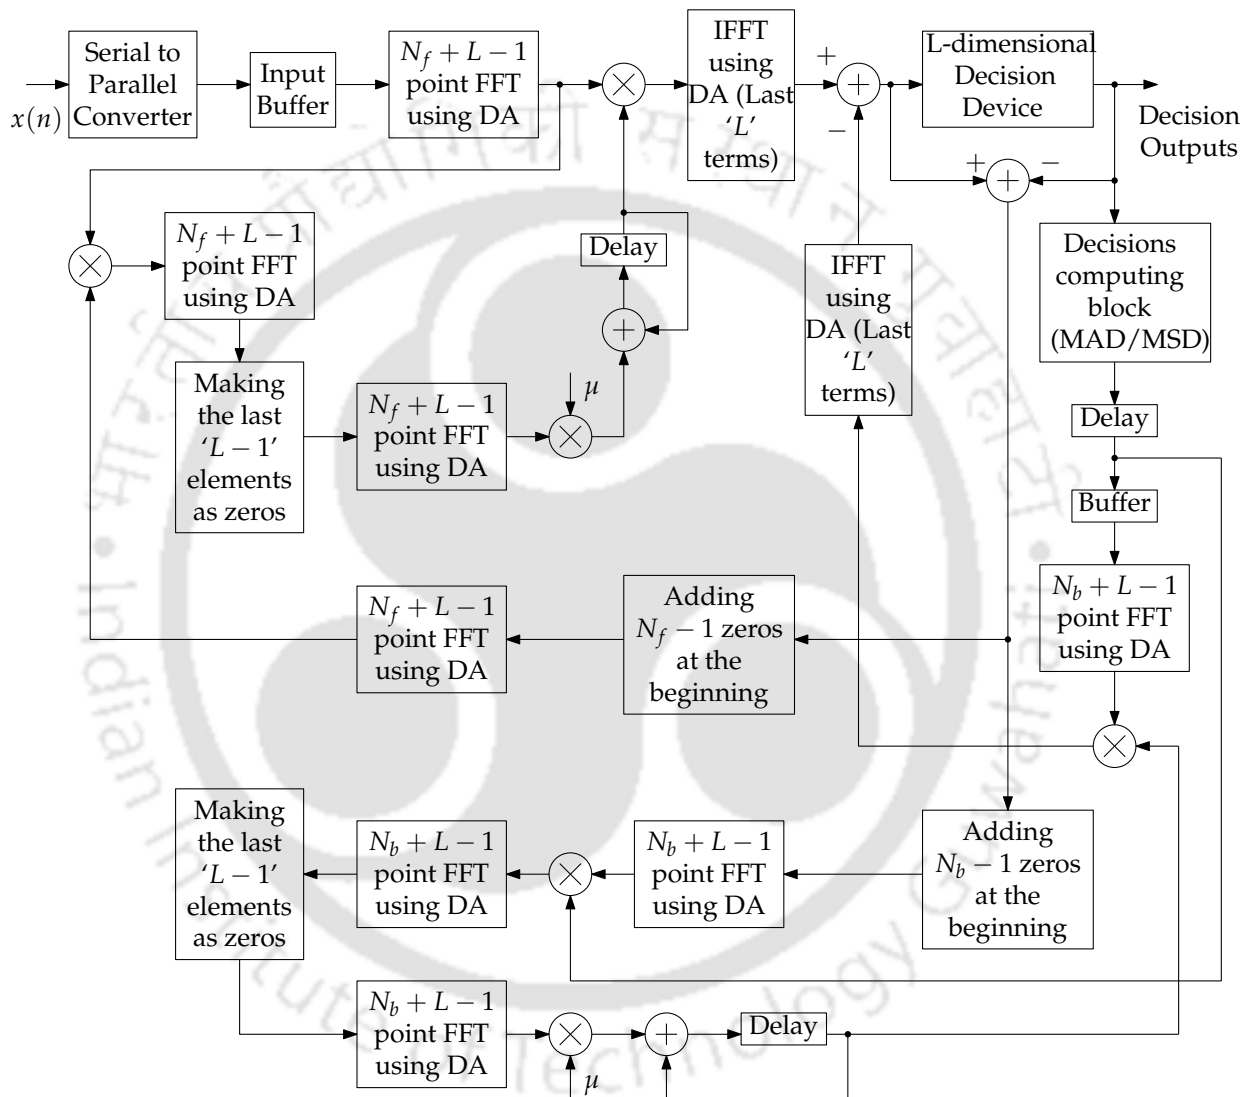 x(n)
Serial to
Parallel
Converter
Input
Buffer
N_f + L − 1
point FFT
using DA
×
IFFT
using
DA (Last
‘L’
terms)
+
−
+
L-dimensional
Decision
Device
Decision
Outputs
+
−
+
×
N_f + L − 1
point FFT
using DA
Delay
+
IFFT
using
DA (Last
‘L’
terms)
Decisions
computing
block
(MAD/MSD)
Making
the last
‘L − 1’
elements
as zeros
N_f + L − 1
point FFT
using DA
×
μ
Delay
Buffer
N_f + L − 1
point FFT
using DA
Adding
N_f − 1 zeros
at the
beginning
N_b + L − 1
point FFT
using DA
×
Making
the last
‘L − 1’
elements
as zeros
N_b + L − 1
point FFT
using DA
×
N_b + L − 1
point FFT
using DA
Adding
N_b − 1 zeros
at the
beginning
N_b + L − 1
point FFT
using DA
×
μ
+
Delay
Indian Institute of Technology Guwahati